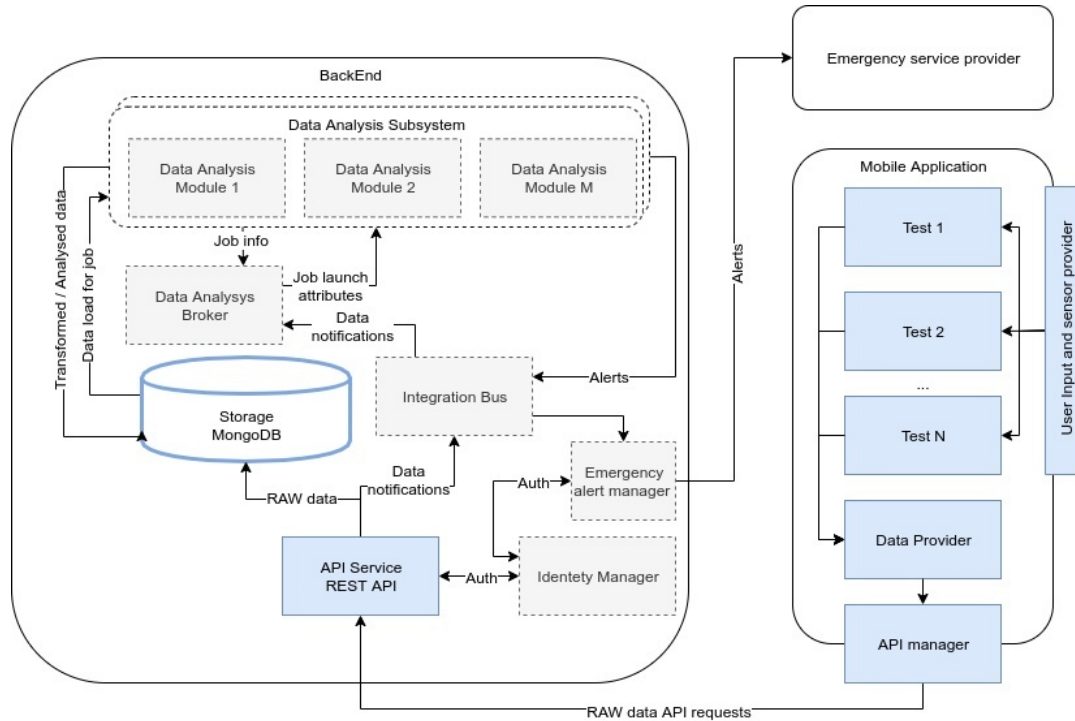 Emergency service provider
BackEnd
Data Analysis Subsystem
Data Analysis
Module 1
Data Analysis
Module 2
Data Analysis
Module M
Transformed / Analysed data
Data load for job
Job info
Job launch
attributes
Data Analysys
Broker
Data
notifications
Alerts
Integration Bus
Storage
MongoDB
Data
notifications
RAW data
Auth
Emergency
alert manager
API Service
REST API
Auth
Identety Manager
Alerts
Mobile Application
Test 1
Test 2
...
Test N
User Input and sensor provider
Data Provider
API manager
RAW data API requests